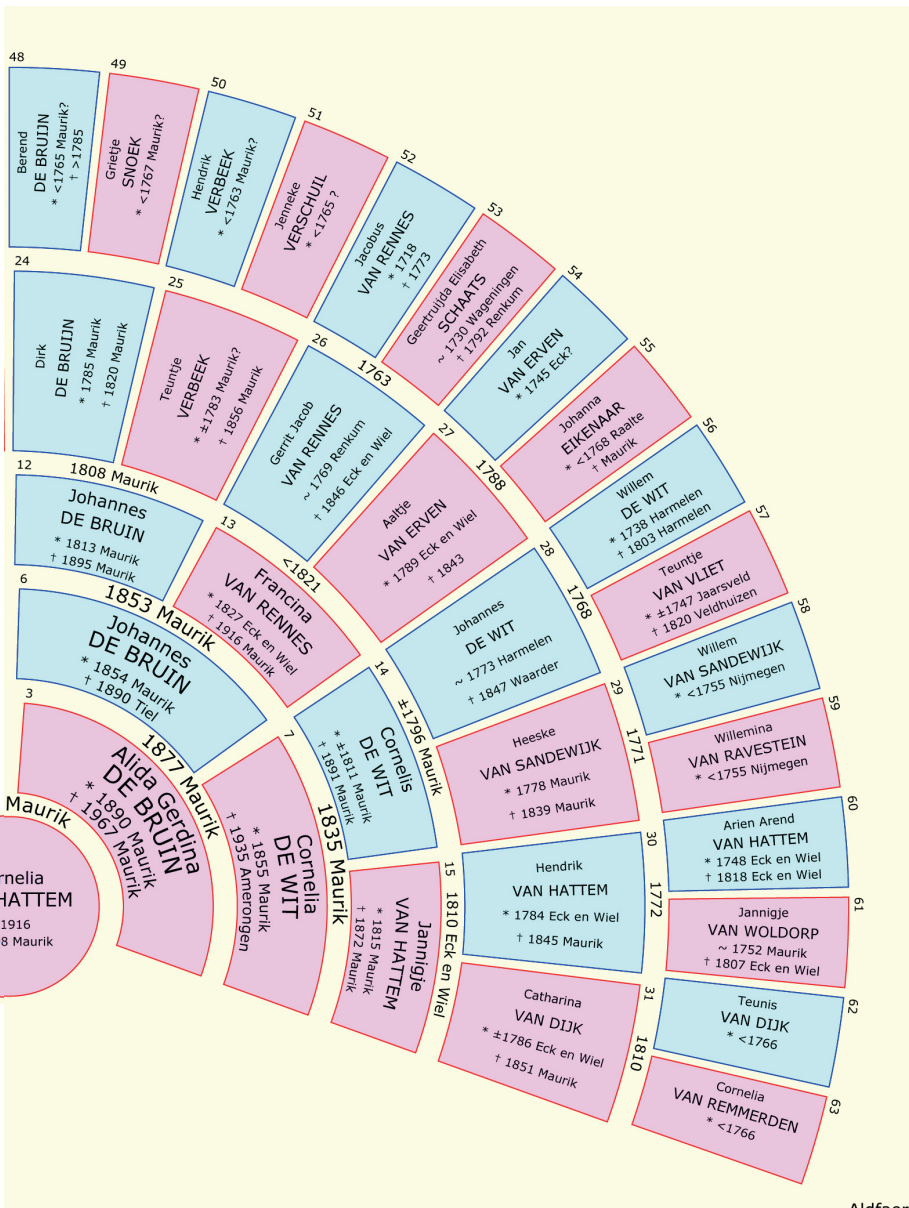 48
Berend
DE BRUIJN
* <1765 Maurik?
† >1785
49
Grietje
SNOEK
* <1767 Maurik?
50
Hendrik
VERBEEK
* <1763 Maurik?
51
Jenneke
VERSCHUIL
* <1765 ?
52
Jacobus
VAN RENNES
* 1718
† 1773
53
Geertruijda Elisabeth
SCHAATS
~ 1730 Wageningen
† 1792 Renkum
54
Jan
VAN ERVEN
* 1745 Eck?
55
Johanna
EIKENAAR
* <1768 Raalte
† Maurik
56
Willem
DE WIT
* 1738 Harmelen
† 1803 Harmelen
57
Teuntje
VAN VLIET
* ±1747 Jaarsveld
† 1820 Veldhuizen
58
Willem
VAN SANDEWIJK
* <1755 Nijmegen
59
Willemina
VAN RAVESTEIN
* <1755 Nijmegen
60
Arien Arend
VAN HATTEM
* 1748 Eck en Wiel
† 1818 Eck en Wiel
61
Jannigje
VAN WOLDORP
~ 1752 Maurik
† 1807 Eck en Wiel
62
Teunis
VAN DIJK
* <1766
63
Cornelia
VAN REMMERDEN
* <1766
1763
1788
1768
1771
1772
1810
24
Dirk
DE BRUIJN
* 1785 Maurik
† 1820 Maurik
25
Teuntje
VERBEEK
* ±1783 Maurik?
† 1856 Maurik
26
Gerrit Jacob
VAN RENNES
~ 1769 Renkum
† 1846 Eck en Wiel
27
Aaltje
VAN ERVEN
* 1789 Eck en Wiel
† 1843
28
Johannes
DE WIT
~ 1773 Harmelen
† 1847 Waarder
29
Heeske
VAN SANDEWIJK
* 1778 Maurik
† 1839 Maurik
30
Hendrik
VAN HATTEM
* 1784 Eck en Wiel
† 1845 Maurik
31
Catharina
VAN DIJK
* ±1786 Eck en Wiel
† 1851 Maurik
1808 Maurik
<1821
±1796 Maurik
1810 Eck en Wiel
12
Johannes
DE BRUIN
* 1813 Maurik
† 1895 Maurik
13
Francina
VAN RENNES
* 1827 Eck en Wiel
† 1916 Maurik
14
Cornelis
DE WIT
* ±1811 Maurik
† 1891 Maurik
15
Jannigje
VAN HATTEM
* 1815 Maurik
† 1872 Maurik
1853 Maurik
1835 Maurik
6
Johannes
DE BRUIN
* 1854 Maurik
† 1890 Tiel
7
Cornelia
DE WIT
* 1855 Maurik
† 1935 Amerongen
1877 Maurik
3
Alida Gerdina
DE BRUIN
* 1890 Maurik
† 1967 Maurik
Maurik
rnelia
HATTEM
1916
8 Maurik